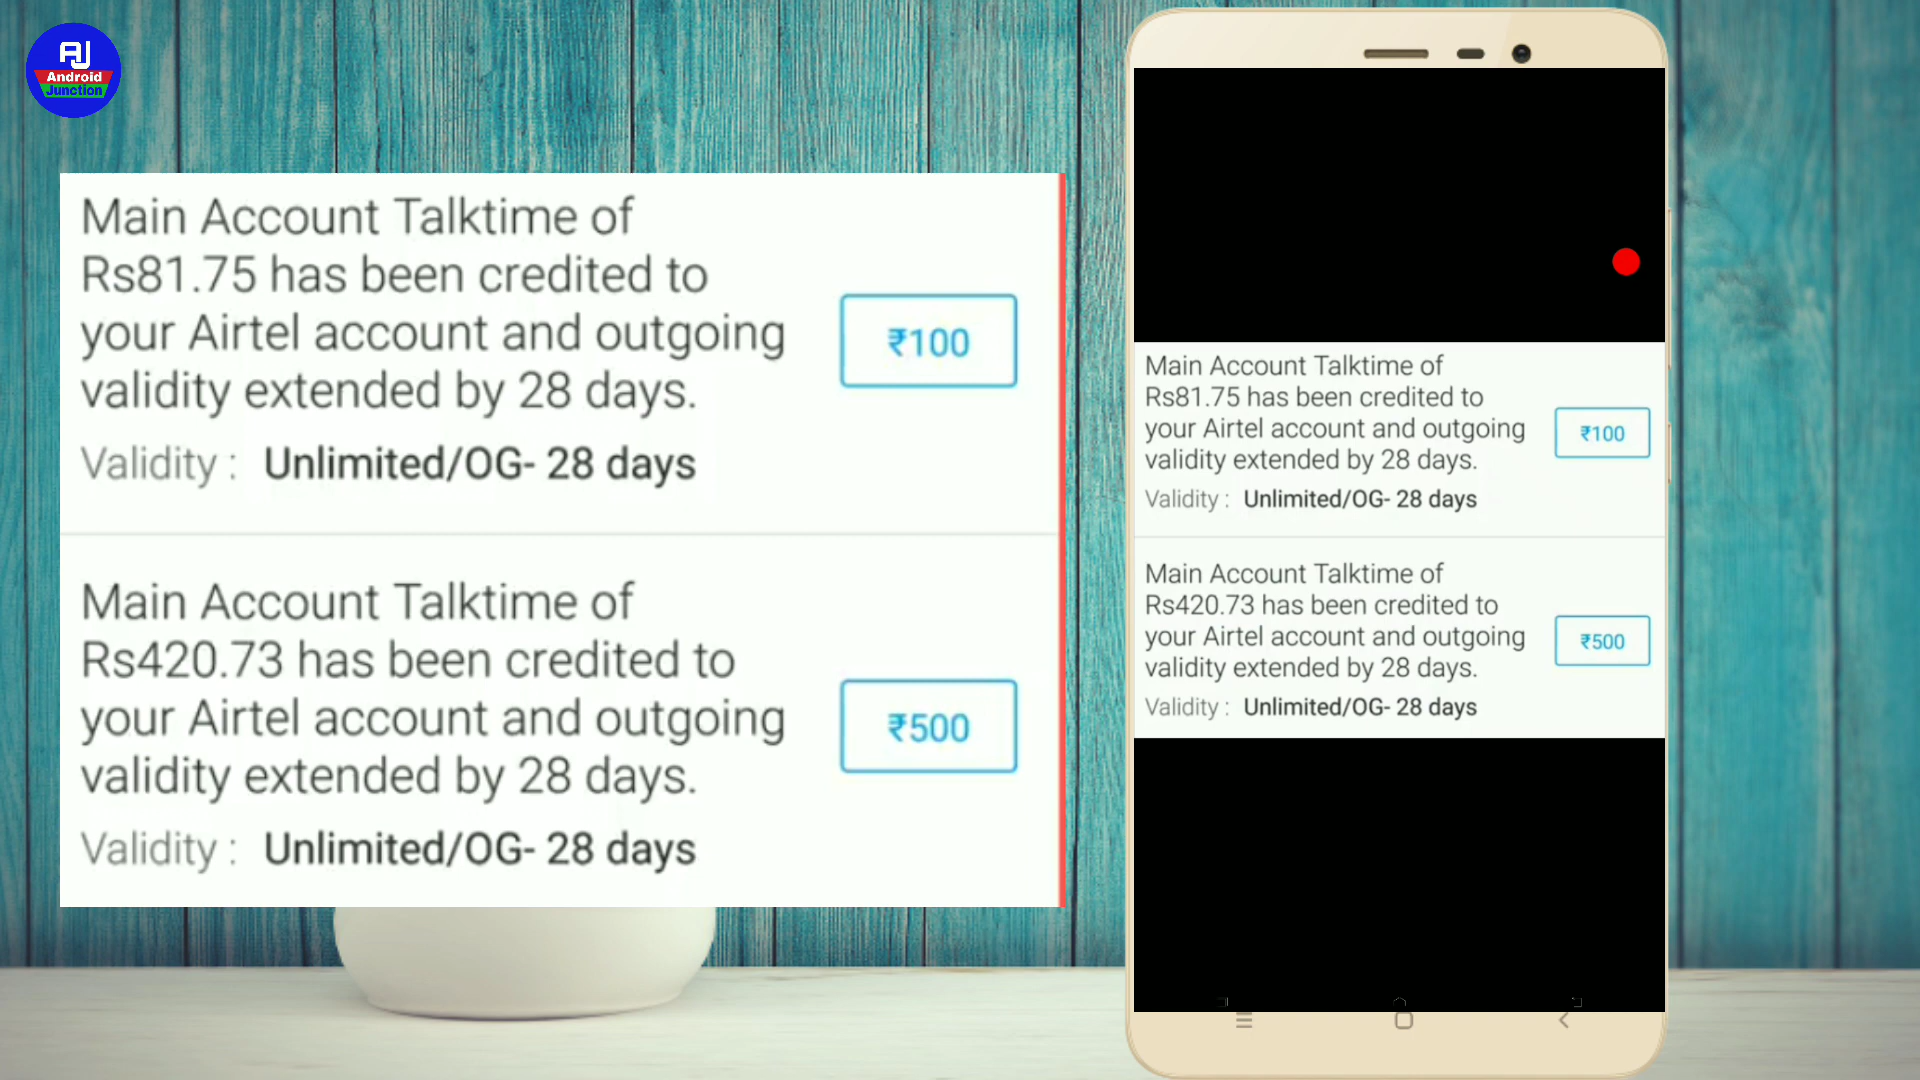 AJ
Android
Junction
Main Account Talktime of
Rs81.75 has been credited to
your Airtel account and outgoing
validity extended by 28 days.
₹100
Validity : Unlimited/OG- 28 days
Main Account Talktime of
Rs420.73 has been credited to
your Airtel account and outgoing
validity extended by 28 days.
₹500
Validity : Unlimited/OG- 28 days
Main Account Talktime of
Rs81.75 has been credited to
your Airtel account and outgoing
validity extended by 28 days.
₹100
Validity : Unlimited/OG- 28 days
Main Account Talktime of
Rs420.73 has been credited to
your Airtel account and outgoing
validity extended by 28 days.
₹500
Validity : Unlimited/OG- 28 days